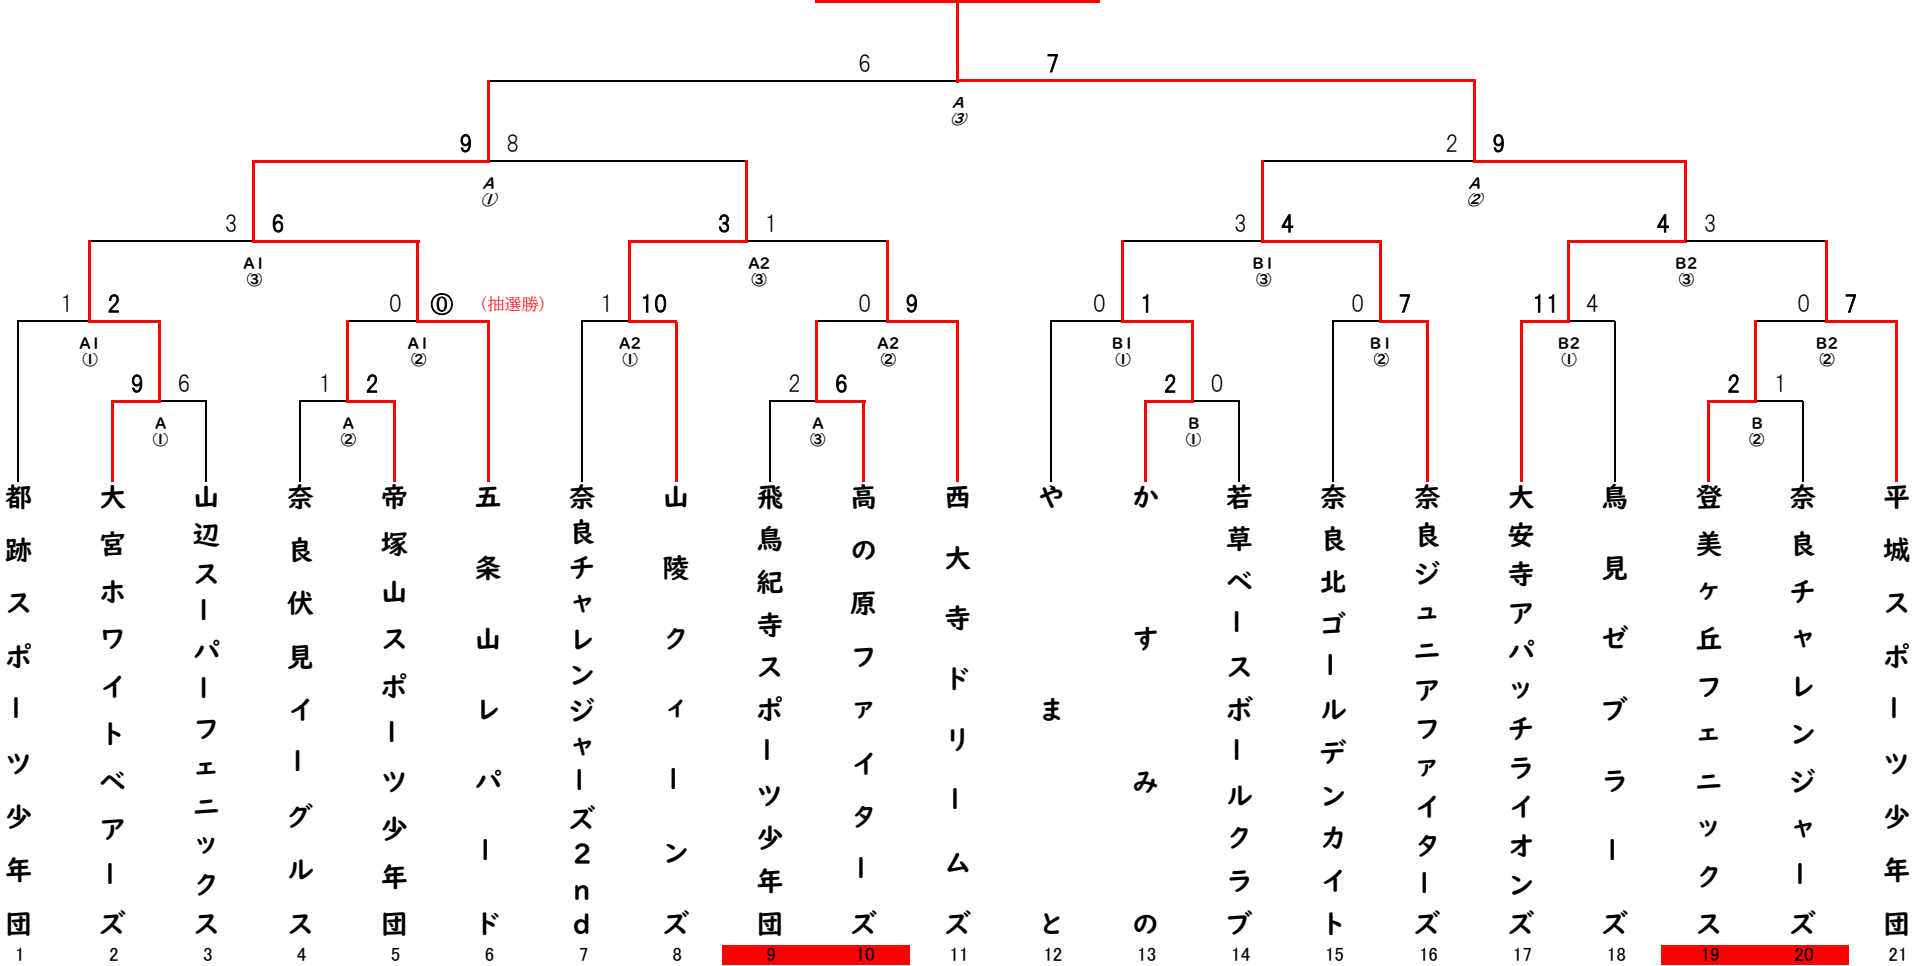 6 7
A
③
9 8 2 9
A
①
A
②
3 6 3 1 3 4 4 3
A1
③
A2
③
B1
③
B2
③
1 2 0 ⓪ (抽選勝) 1 10 0 9 0 1 0 7 11 4 0 7
A1
①
A1
②
A2
①
A2
②
B1
①
B1
②
B2
①
B2
②
9 6 1 2 2 6 2 0 2 1
A
①
A
②
A
③
B
①
B
②
都跡スポーツ少年団
大宮ホワイトベアーズ
山辺スーパーフェニックス
奈良伏見イーグルス
帝塚山スポーツ少年団
五条山レパード
奈良チャレンジャーズ2nd
山陵クィーンズ
飛鳥紀寺スポーツ少年団
高の原ファイターズ
西大寺ドリームズ
やまと
かすみの
若草ベースボールクラブ
奈良北ゴールデンカイト
奈良ジュニアファイターズ
大安寺アパッチライオンズ
鳥見ゼブラーズ
登美ヶ丘フェニックス
奈良チャレンジャーズ
平城スポーツ少年団
1 2 3 4 5 6 7 8 9 10 11 12 13 14 15 16 17 18 19 20 21